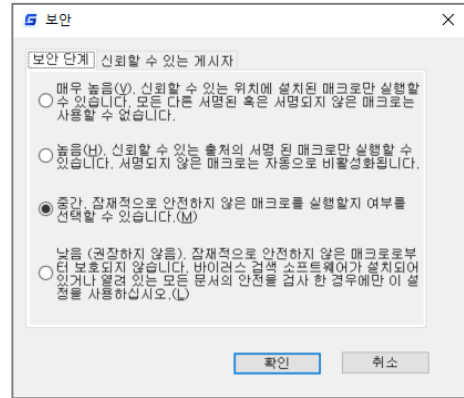 보안
보안 단계 신뢰할 수 있는 게시자
매우 높음(V). 신뢰할 수 있는 위치에 설치된 매크로만 실행할
수 있습니다. 모든 다른 서명된 혹은 서명되지 않은 매크로는
사용할 수 없습니다.
높음(H). 신뢰할 수 있는 출처의 서명 된 매크로만 실행할 수
있습니다. 서명되지 않은 매크로는 자동으로 비활성화됩니다.
중간. 잠재적으로 안전하지 않은 매크로를 실행할지 여부를
선택할 수 있습니다.(M)
낮음 (권장하지 않음). 잠재적으로 안전하지 않은 매크로로부
터 보호되지 않습니다. 바이러스 검색 소프트웨어가 설치되어
있거나 열려 있는 모든 문서의 안전을 검사 한 경우에만 이 설
정을 사용하십시오.(L)
확인 취소